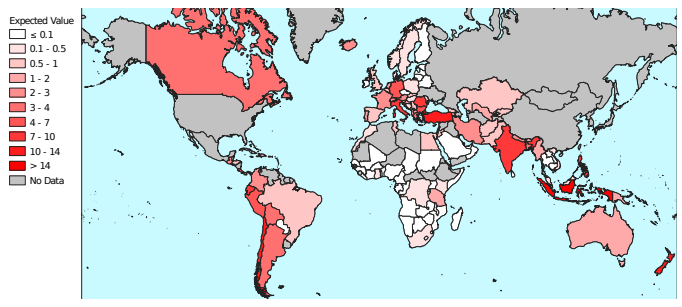 Expected Value
≤ 0.1
0.1 - 0.5
0.5 - 1
1 - 2
2 - 3
3 - 4
4 - 7
7 - 10
10 - 14
> 14
No Data